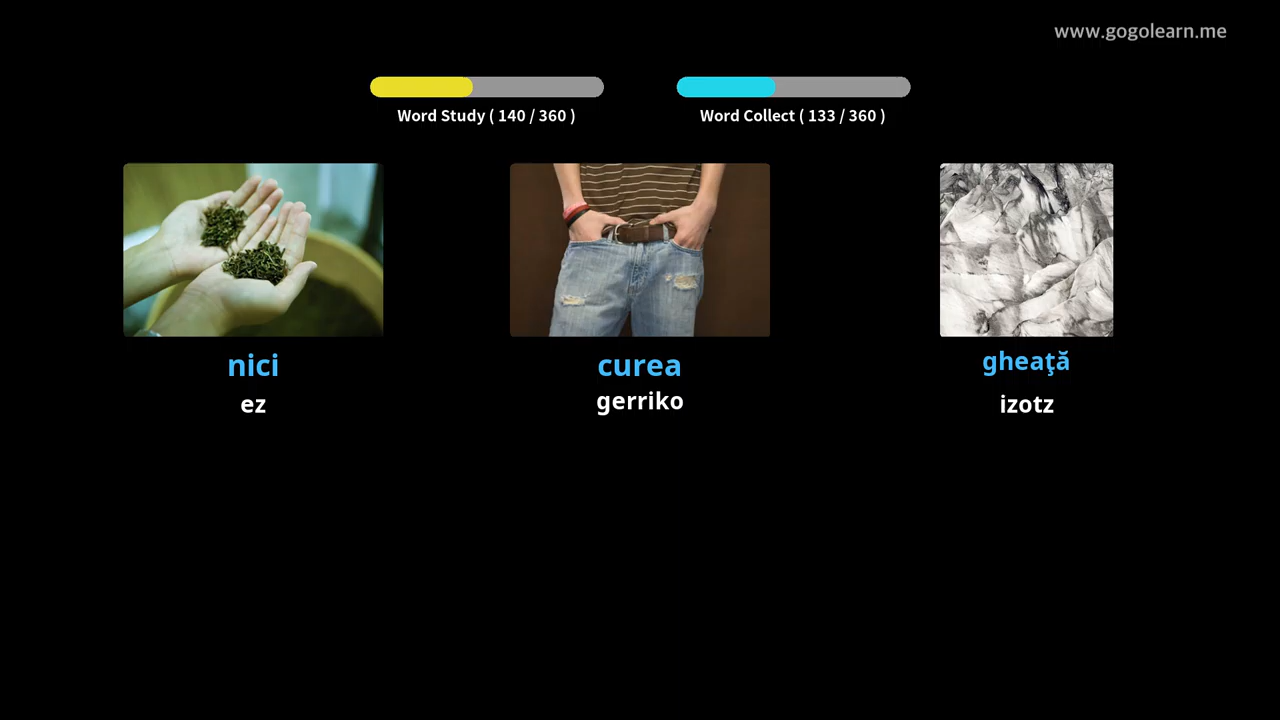 www.gogolearn.me
Word Study ( 140 / 360 )
Word Collect ( 133 / 360 )
nici
ez
curea
gerriko
gheaţă
izotz